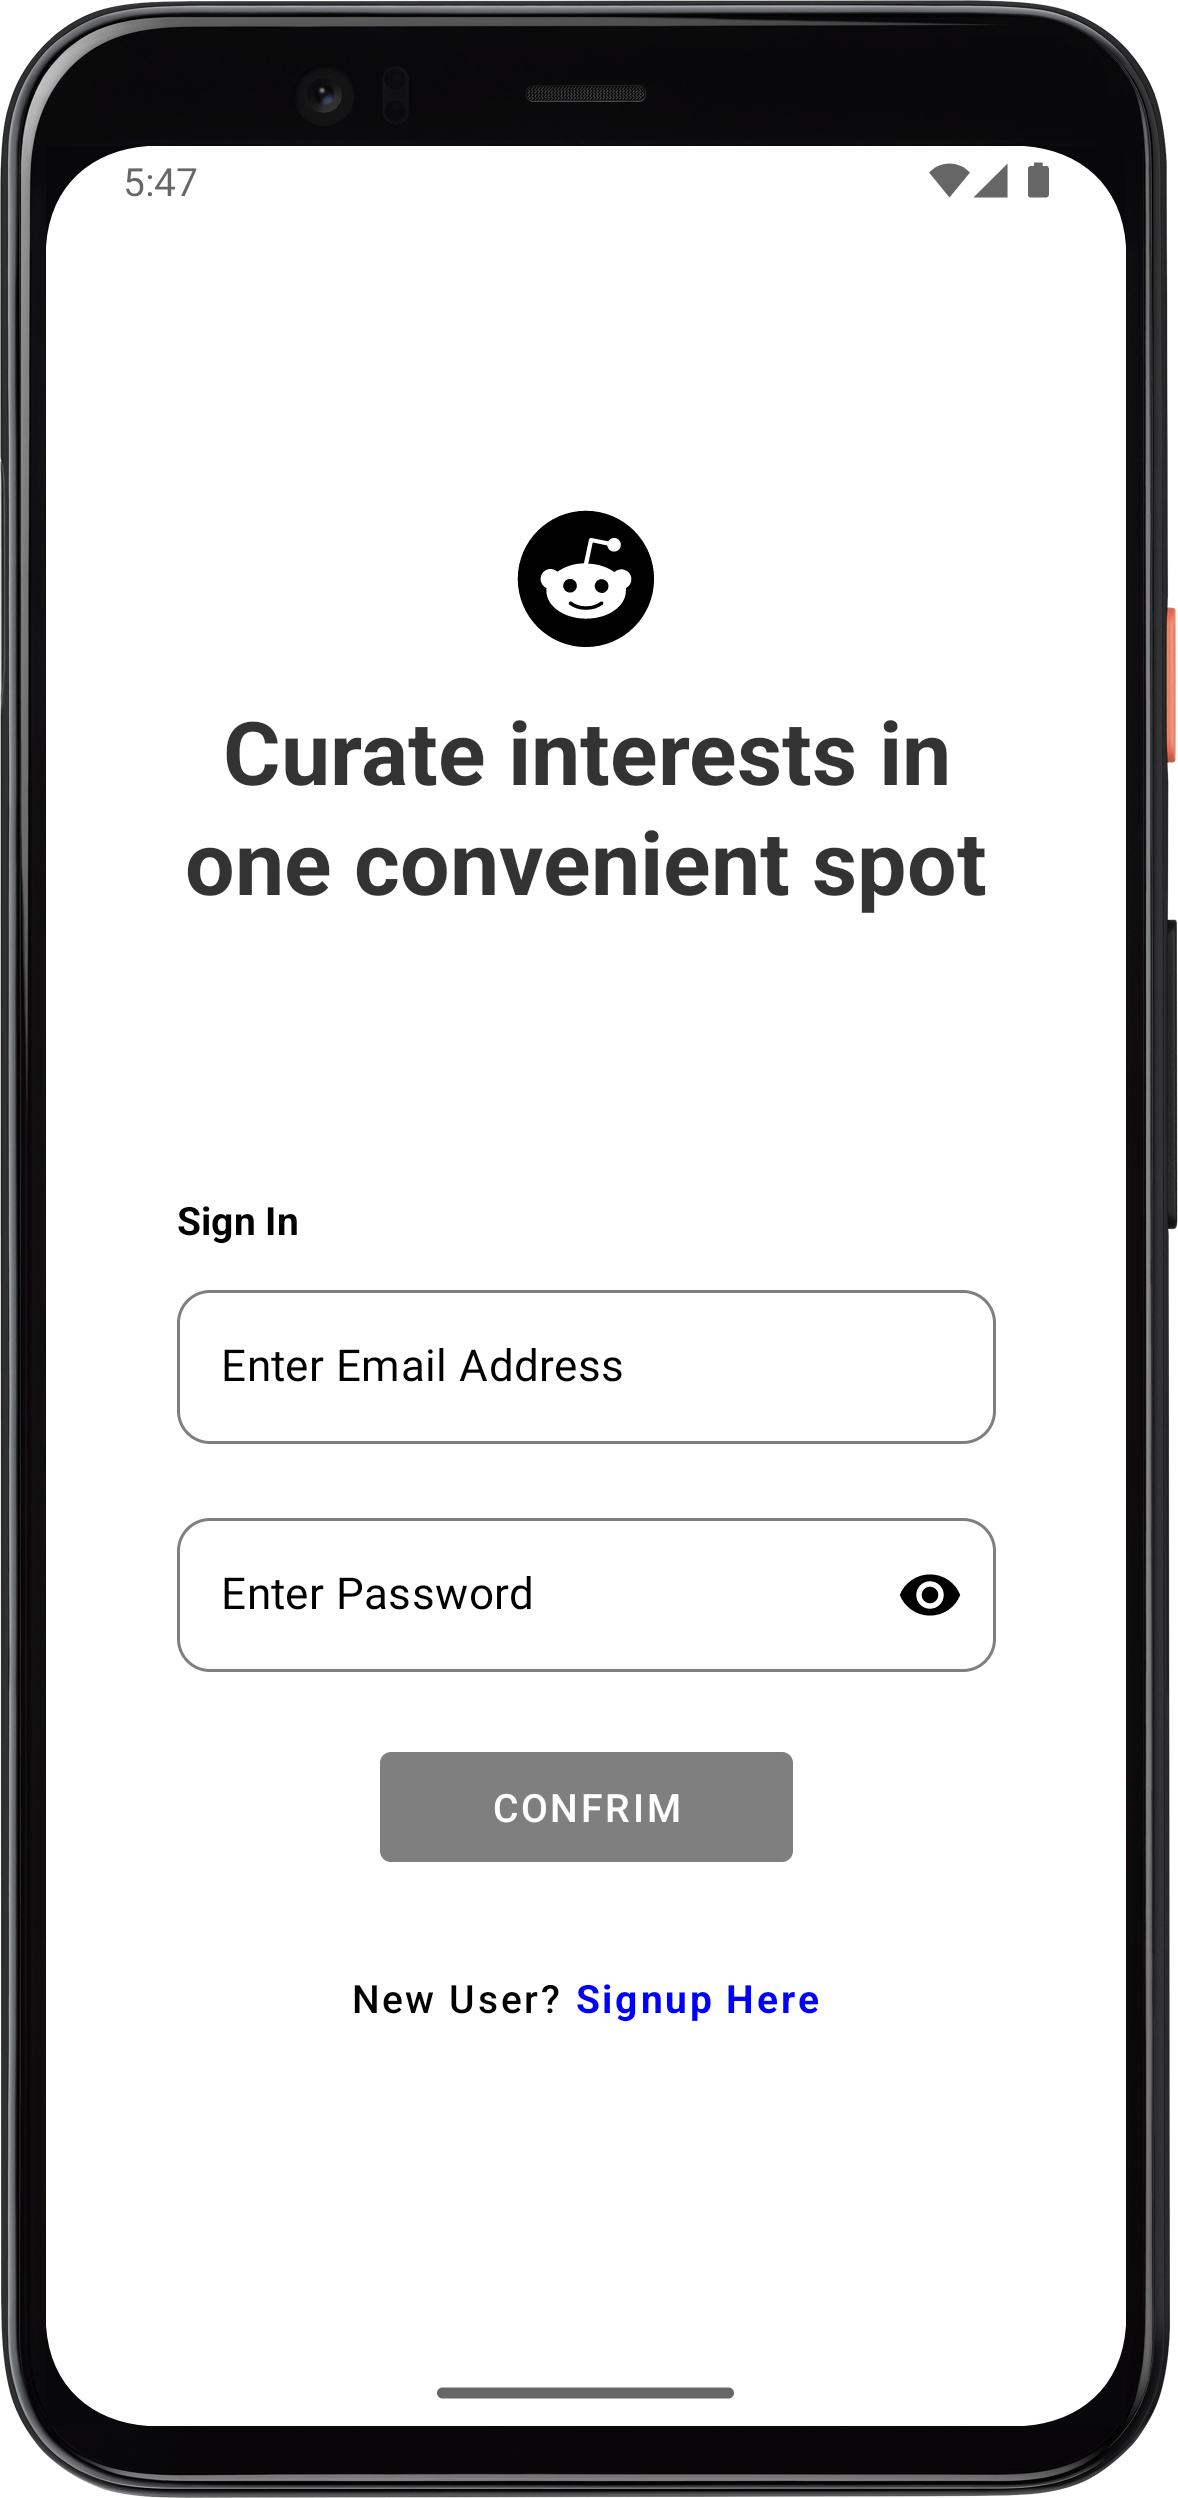 5:47
Curate interests in
one convenient spot
Sign In
Enter Email Address
Enter Password
CONFRIM
New User? Signup Here